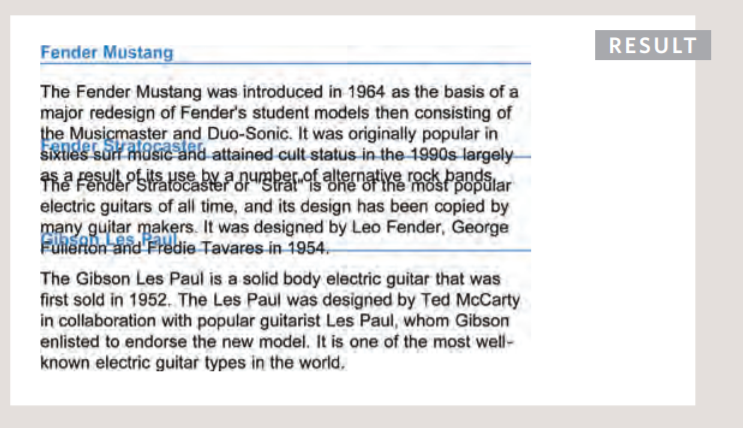 RESULT
Fender Mustang
The Fender Mustang was introduced in 1964 as the basis of a
major redesign of Fender's student models then consisting of
the Musicmaster and Duo-Sonic. It was originally popular in
Fender Stratocaster
sixties surf music and attained cult status in the 1990s largely
as a result of its use by a number of alternative rock bands.
The Fender Stratocaster or "Strat" is one of the most popular
electric guitars of all time, and its design has been copied by
many guitar makers. It was designed by Leo Fender, George
Gibson Les Paul
Fullerton and Fredie Tavares in 1954.
The Gibson Les Paul is a solid body electric guitar that was
first sold in 1952. The Les Paul was designed by Ted McCarty
in collaboration with popular guitarist Les Paul, whom Gibson
enlisted to endorse the new model. It is one of the most well-
known electric guitar types in the world.